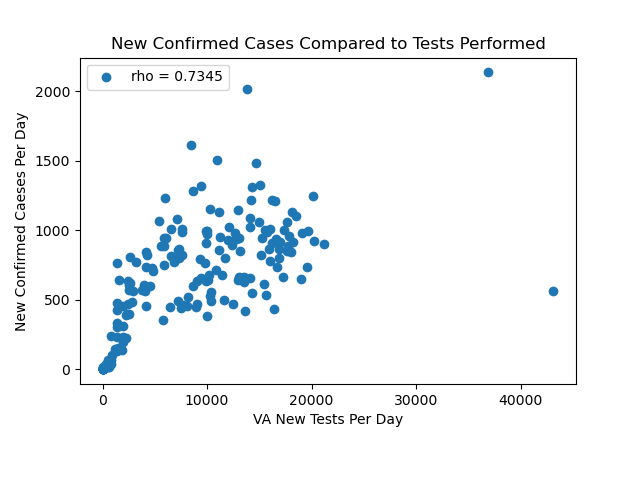 New Confirmed Cases Compared to Tests Performed
rho = 0.7345
New Confirmed Caeses Per Day
2000
1500
1000
500
0
0 10000 20000 30000 40000
VA New Tests Per Day